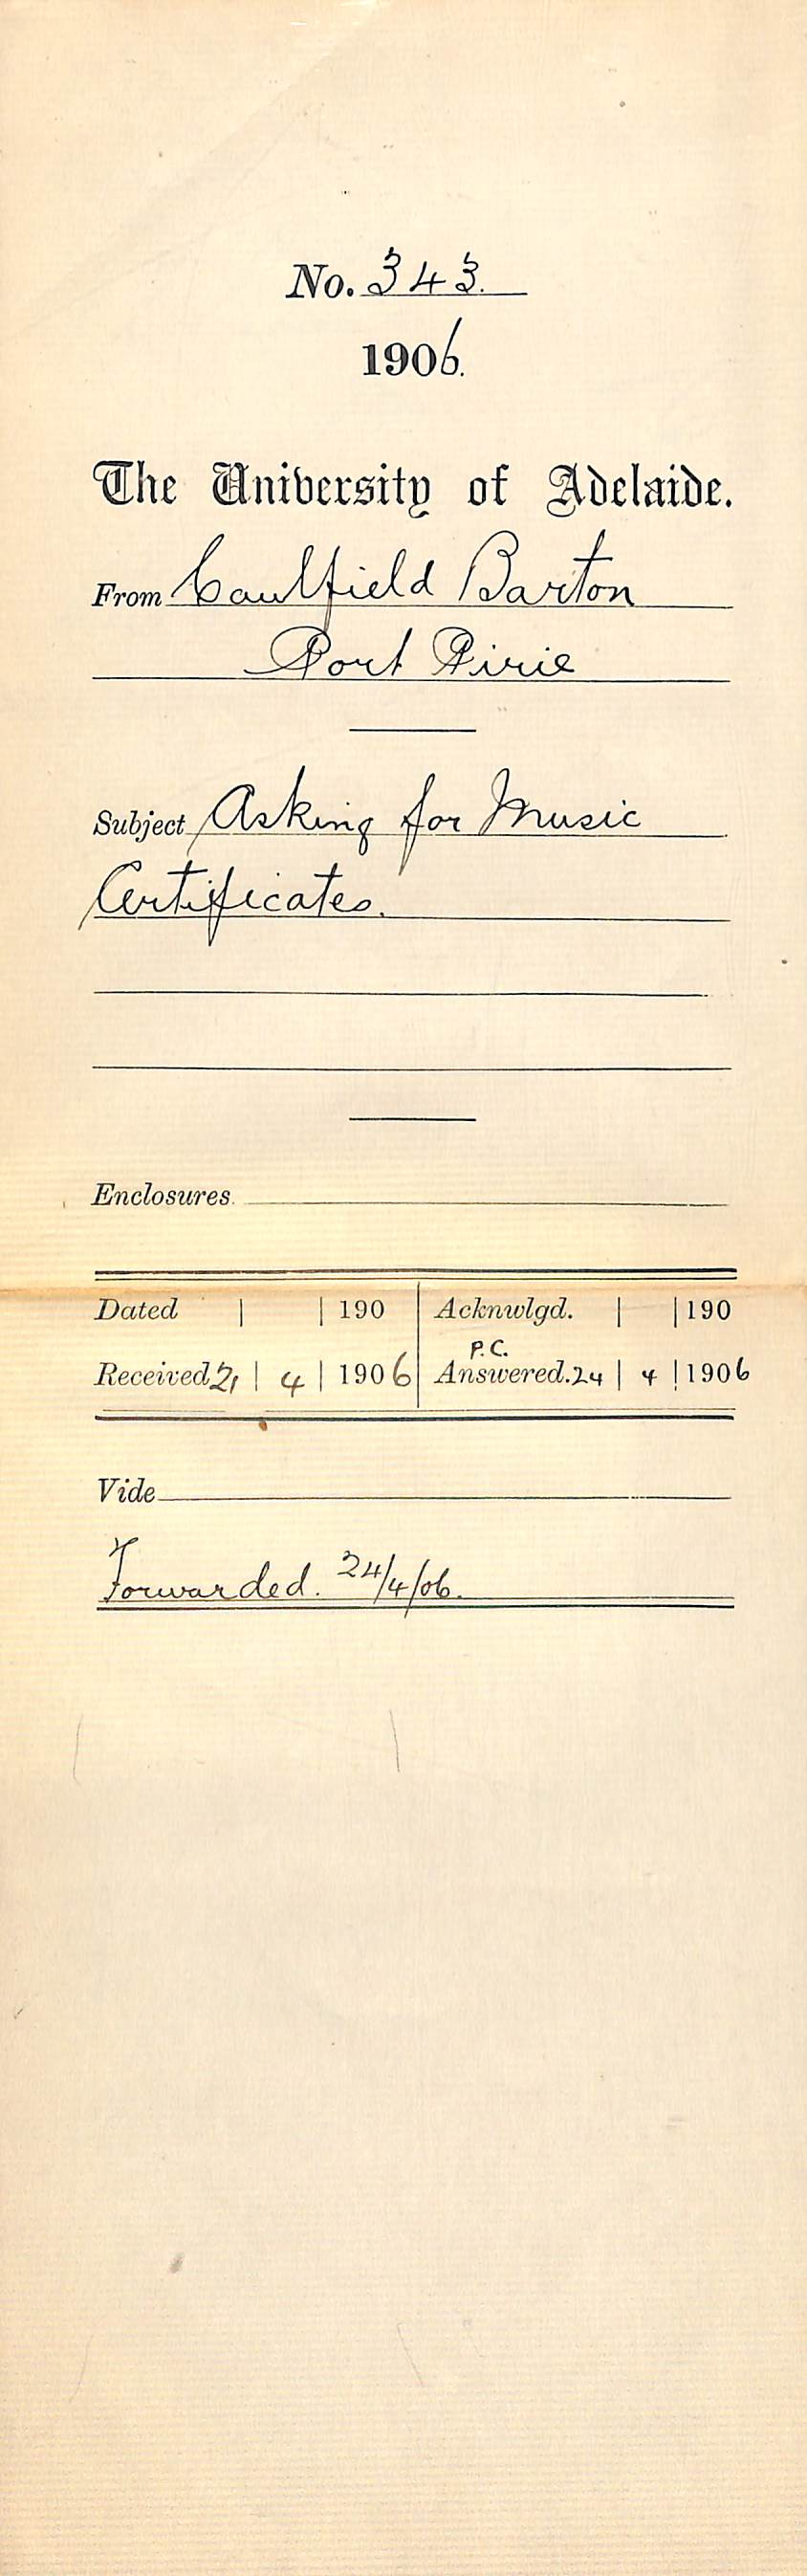 No. 343.
1906.
The University of Adelaide.
From Caulfield Barton
Port Pirie
Subject Asking for Music
Certificates.
Enclosures.
Dated | | 190 | Acknwlgd. | | 190
P.C.
Received 21 | 4 | 1906 | Answered. 24 | 4 | 1906
Vide
Forwarded. 24/4/06.